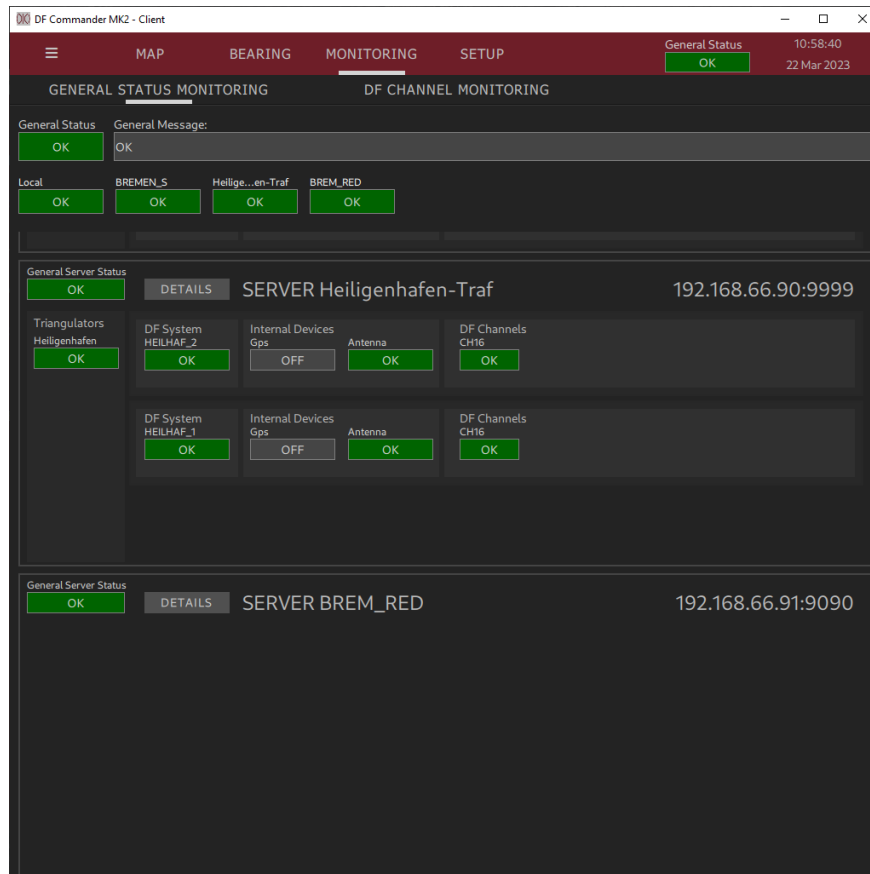 DF Commander MK2 - Client
MAP BEARING MONITORING SETUP General Status OK 10:58:40 22 Mar 2023
GENERAL STATUS MONITORING DF CHANNEL MONITORING
General Status General Message:
OK OK
Local BREMEN_S Heilige...en-Traf BREM_RED
OK OK OK OK
General Server Status
OK DETAILS SERVER Heiligenhafen-Traf 192.168.66.90:9999
Triangulators
Heiligenhafen
OK
DF System Internal Devices DF Channels
HEILHAF_2 Gps Antenna CH16
OK OFF OK OK
DF System Internal Devices DF Channels
HEILHAF_1 Gps Antenna CH16
OK OFF OK OK
General Server Status
OK DETAILS SERVER BREM_RED 192.168.66.91:9090